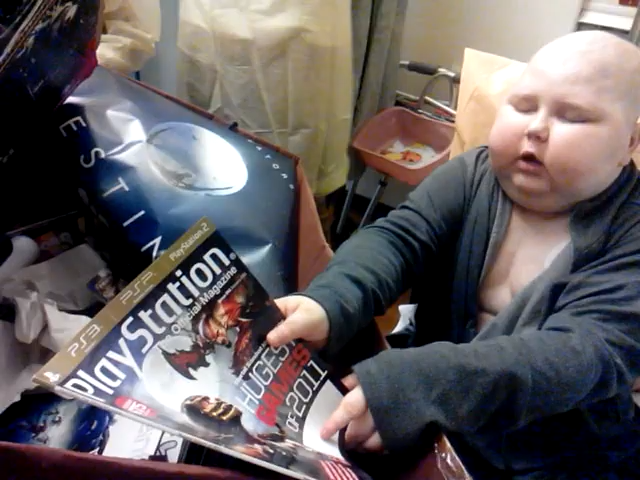 ESTIN
PS3 PSP PlayStation 2
PlayStation
Official Magazine
HUGEST
GAMES
OF 2011